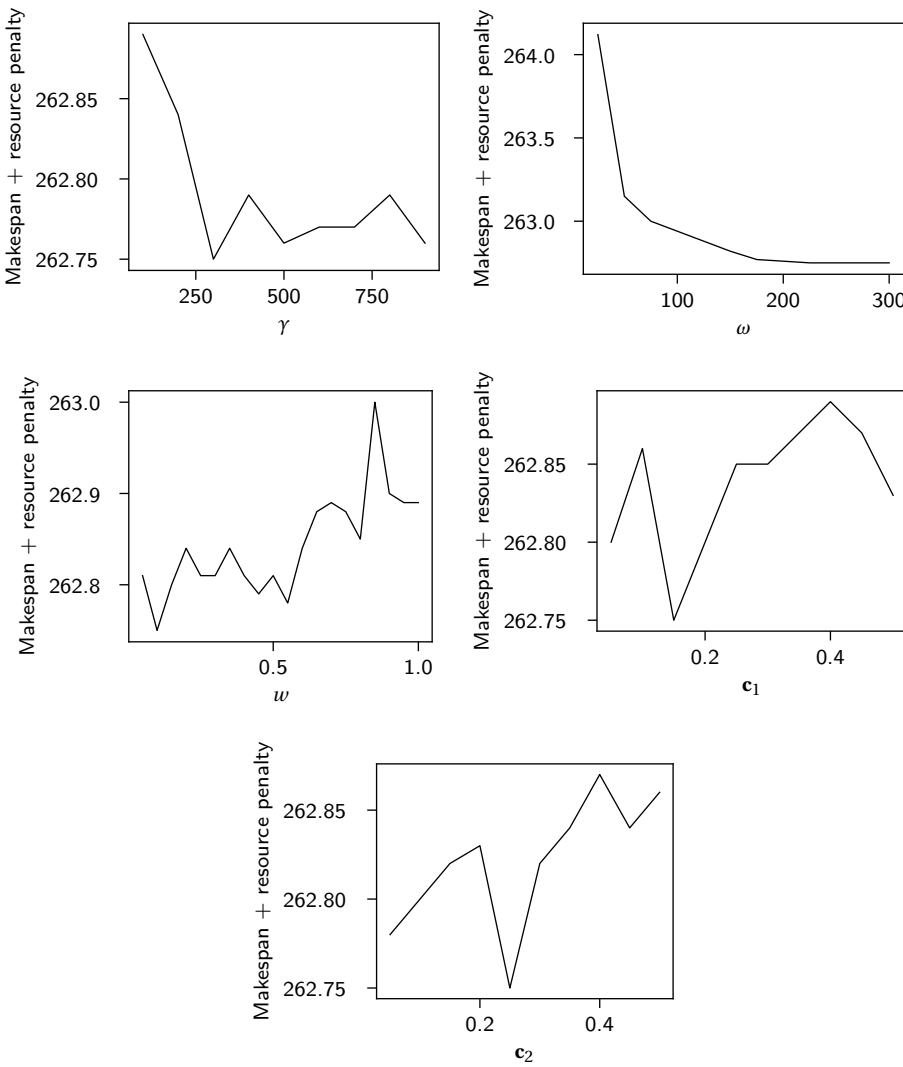 Makespan + resource penalty
262.85
262.80
262.75
250 500 750
γ
Makespan + resource penalty
264.0
263.5
263.0
100 200 300
ω
Makespan + resource penalty
263.0
262.9
262.8
0.5 1.0
w
Makespan + resource penalty
262.85
262.80
262.75
0.2 0.4
c₁
Makespan + resource penalty
262.85
262.80
262.75
0.2 0.4
c₂